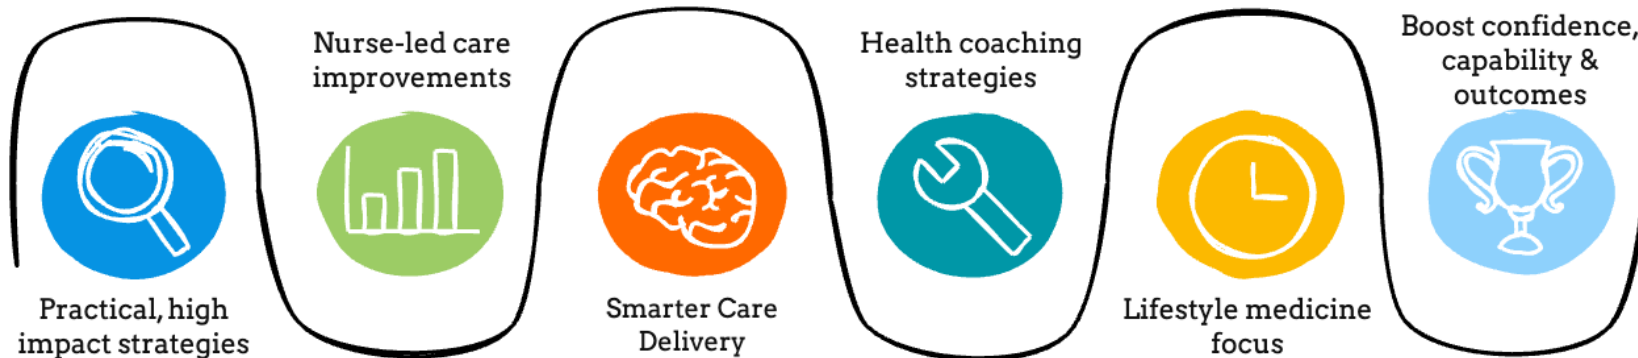 Practical, high
impact strategies
Nurse-led care
improvements
Smarter Care
Delivery
Health coaching
strategies
Lifestyle medicine
focus
Boost confidence,
capability &
outcomes